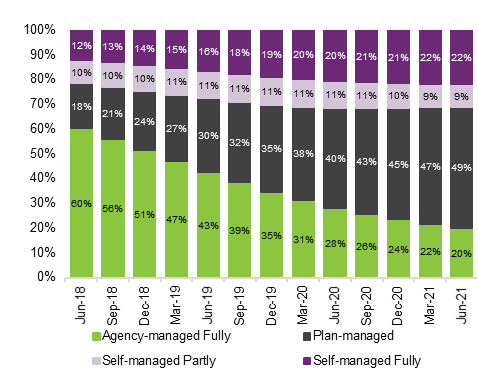 100%
90%
80%
70%
60%
50%
40%
30%
20%
10%
0%
12% 13% 14% 15% 16% 18% 19% 20% 20% 21% 21% 22% 22%
10% 10% 10% 11% 11% 11% 11% 11% 11% 11% 10% 9% 9%
18% 21% 24% 27% 30% 32% 35% 38% 40% 43% 45% 47% 49%
60% 56% 51% 47% 43% 39% 35% 31% 28% 26% 24% 22% 20%
Jun-18 Sep-18 Dec-18 Mar-19 Jun-19 Sep-19 Dec-19 Mar-20 Jun-20 Sep-20 Dec-20 Mar-21 Jun-21
Agency-managed Fully Plan-managed
Self-managed Partly Self-managed Fully